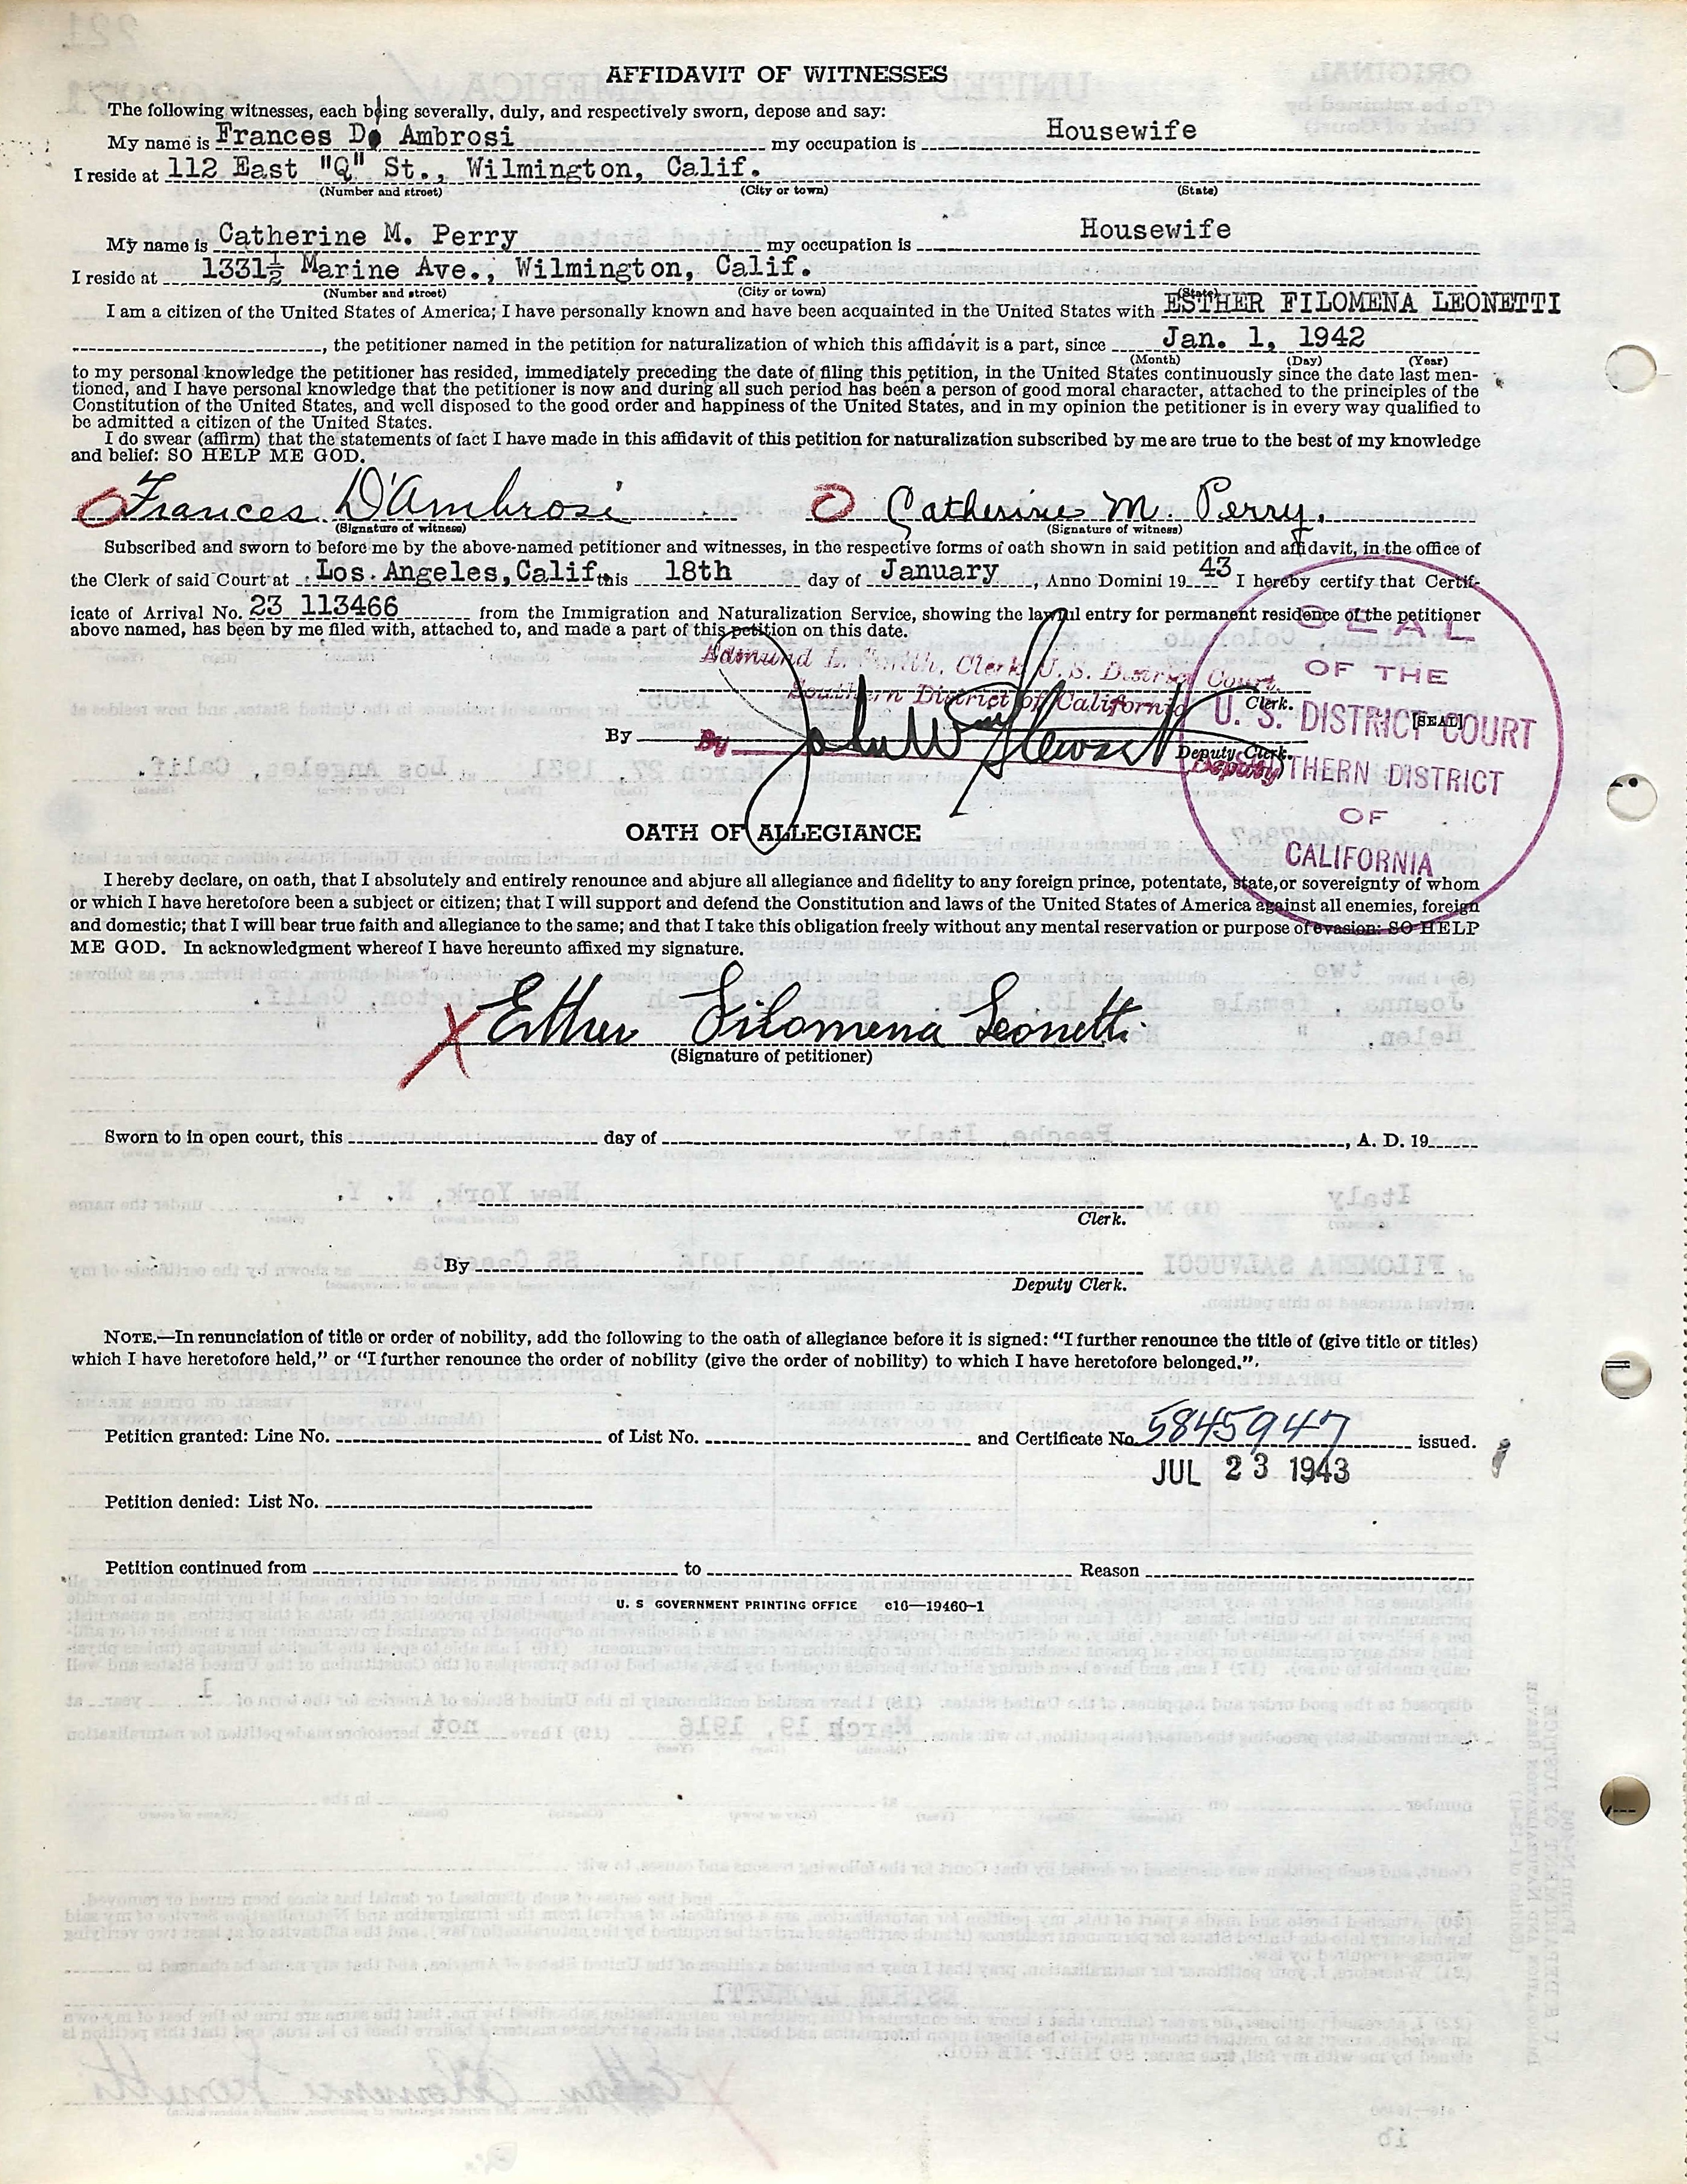 AFFIDAVIT OF WITNESSES
The following witnesses, each being severally, duly, and respectively sworn, depose and say:
My name is Frances D' Ambrosi my occupation is Housewife
I reside at 112 East "Q" St., Wilmington, Calif.
(Number and street) (City or town) (State)
My name is Catherine M. Perry my occupation is Housewife
I reside at 1331½ Marine Ave., Wilmington, Calif.
(Number and street) (City or town) (State)
I am a citizen of the United States of America; I have personally known and have been acquainted in the United States with ESTHER FILOMENA LEONETTI
, the petitioner named in the petition for naturalization of which this affidavit is a part, since Jan. 1, 1942
(Month) (Day) (Year)
to my personal knowledge the petitioner has resided, immediately preceding the date of filing this petition, in the United States continuously since the date last men-
tioned, and I have personal knowledge that the petitioner is now and during all such period has been a person of good moral character, attached to the principles of the
Constitution of the United States, and well disposed to the good order and happiness of the United States, and in my opinion the petitioner is in every way qualified to
be admitted a citizen of the United States.
I do swear (affirm) that the statements of fact I have made in this affidavit of this petition for naturalization subscribed by me are true to the best of my knowledge
and belief: SO HELP ME GOD.
Frances D'Ambrosi Catherine M. Perry.
(Signature of witness) (Signature of witness)
Subscribed and sworn to before me by the above-named petitioner and witnesses, in the respective forms of oath shown in said petition and affidavit, in the office of
the Clerk of said Court at Los Angeles, Calif. this 18th day of January, Anno Domini 19 43 I hereby certify that Certif-
icate of Arrival No. 23 113466 from the Immigration and Naturalization Service, showing the lawful entry for permanent residence of the petitioner
above named, has been by me filed with, attached to, and made a part of this petition on this date.
Edmund L. Smith, Clerk U. S. District Court,
Southern District of California
Clerk.
[SEAL]
By By John W. Stewart
Deputy Clerk.
Deputy
SEAL
OF THE
U. S. DISTRICT COURT
SOUTHERN DISTRICT
OF
CALIFORNIA
OATH OF ALLEGIANCE
I hereby declare, on oath, that I absolutely and entirely renounce and abjure all allegiance and fidelity to any foreign prince, potentate, state, or sovereignty of whom
or which I have heretofore been a subject or citizen; that I will support and defend the Constitution and laws of the United States of America against all enemies, foreign
and domestic; that I will bear true faith and allegiance to the same; and that I take this obligation freely without any mental reservation or purpose of evasion: SO HELP
ME GOD. In acknowledgment whereof I have hereunto affixed my signature.
X Esther Filomena Leonetti
(Signature of petitioner)
Sworn to in open court, this day of , A. D. 19
Clerk.
By
Deputy Clerk.
NOTE.—In renunciation of title or order of nobility, add the following to the oath of allegiance before it is signed: "I further renounce the title of (give title or titles)
which I have heretofore held," or "I further renounce the order of nobility (give the order of nobility) to which I have heretofore belonged.".
Petition granted: Line No. of List No. and Certificate No. 5845947 issued.
JUL 23 1943
Petition denied: List No.
Petition continued from to Reason
U. S GOVERNMENT PRINTING OFFICE c16—19460-1